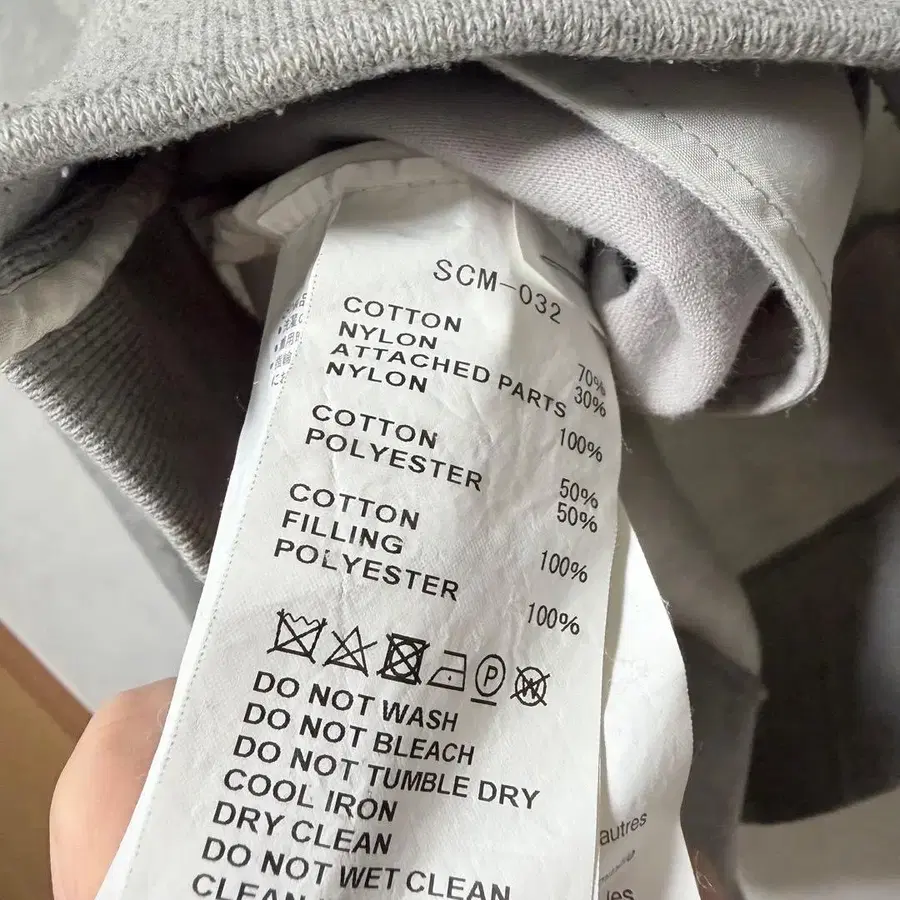 SCM-032
COTTON 70%
NYLON 30%
ATTACHED PARTS
NYLON 100%
COTTON 50%
POLYESTER 50%
COTTON 100%
FILLING
POLYESTER 100%
P
W
DO NOT WASH
DO NOT BLEACH
DO NOT TUMBLE DRY
COOL IRON
DRY CLEAN
DO NOT WET CLEAN
CLEAN
autres
les